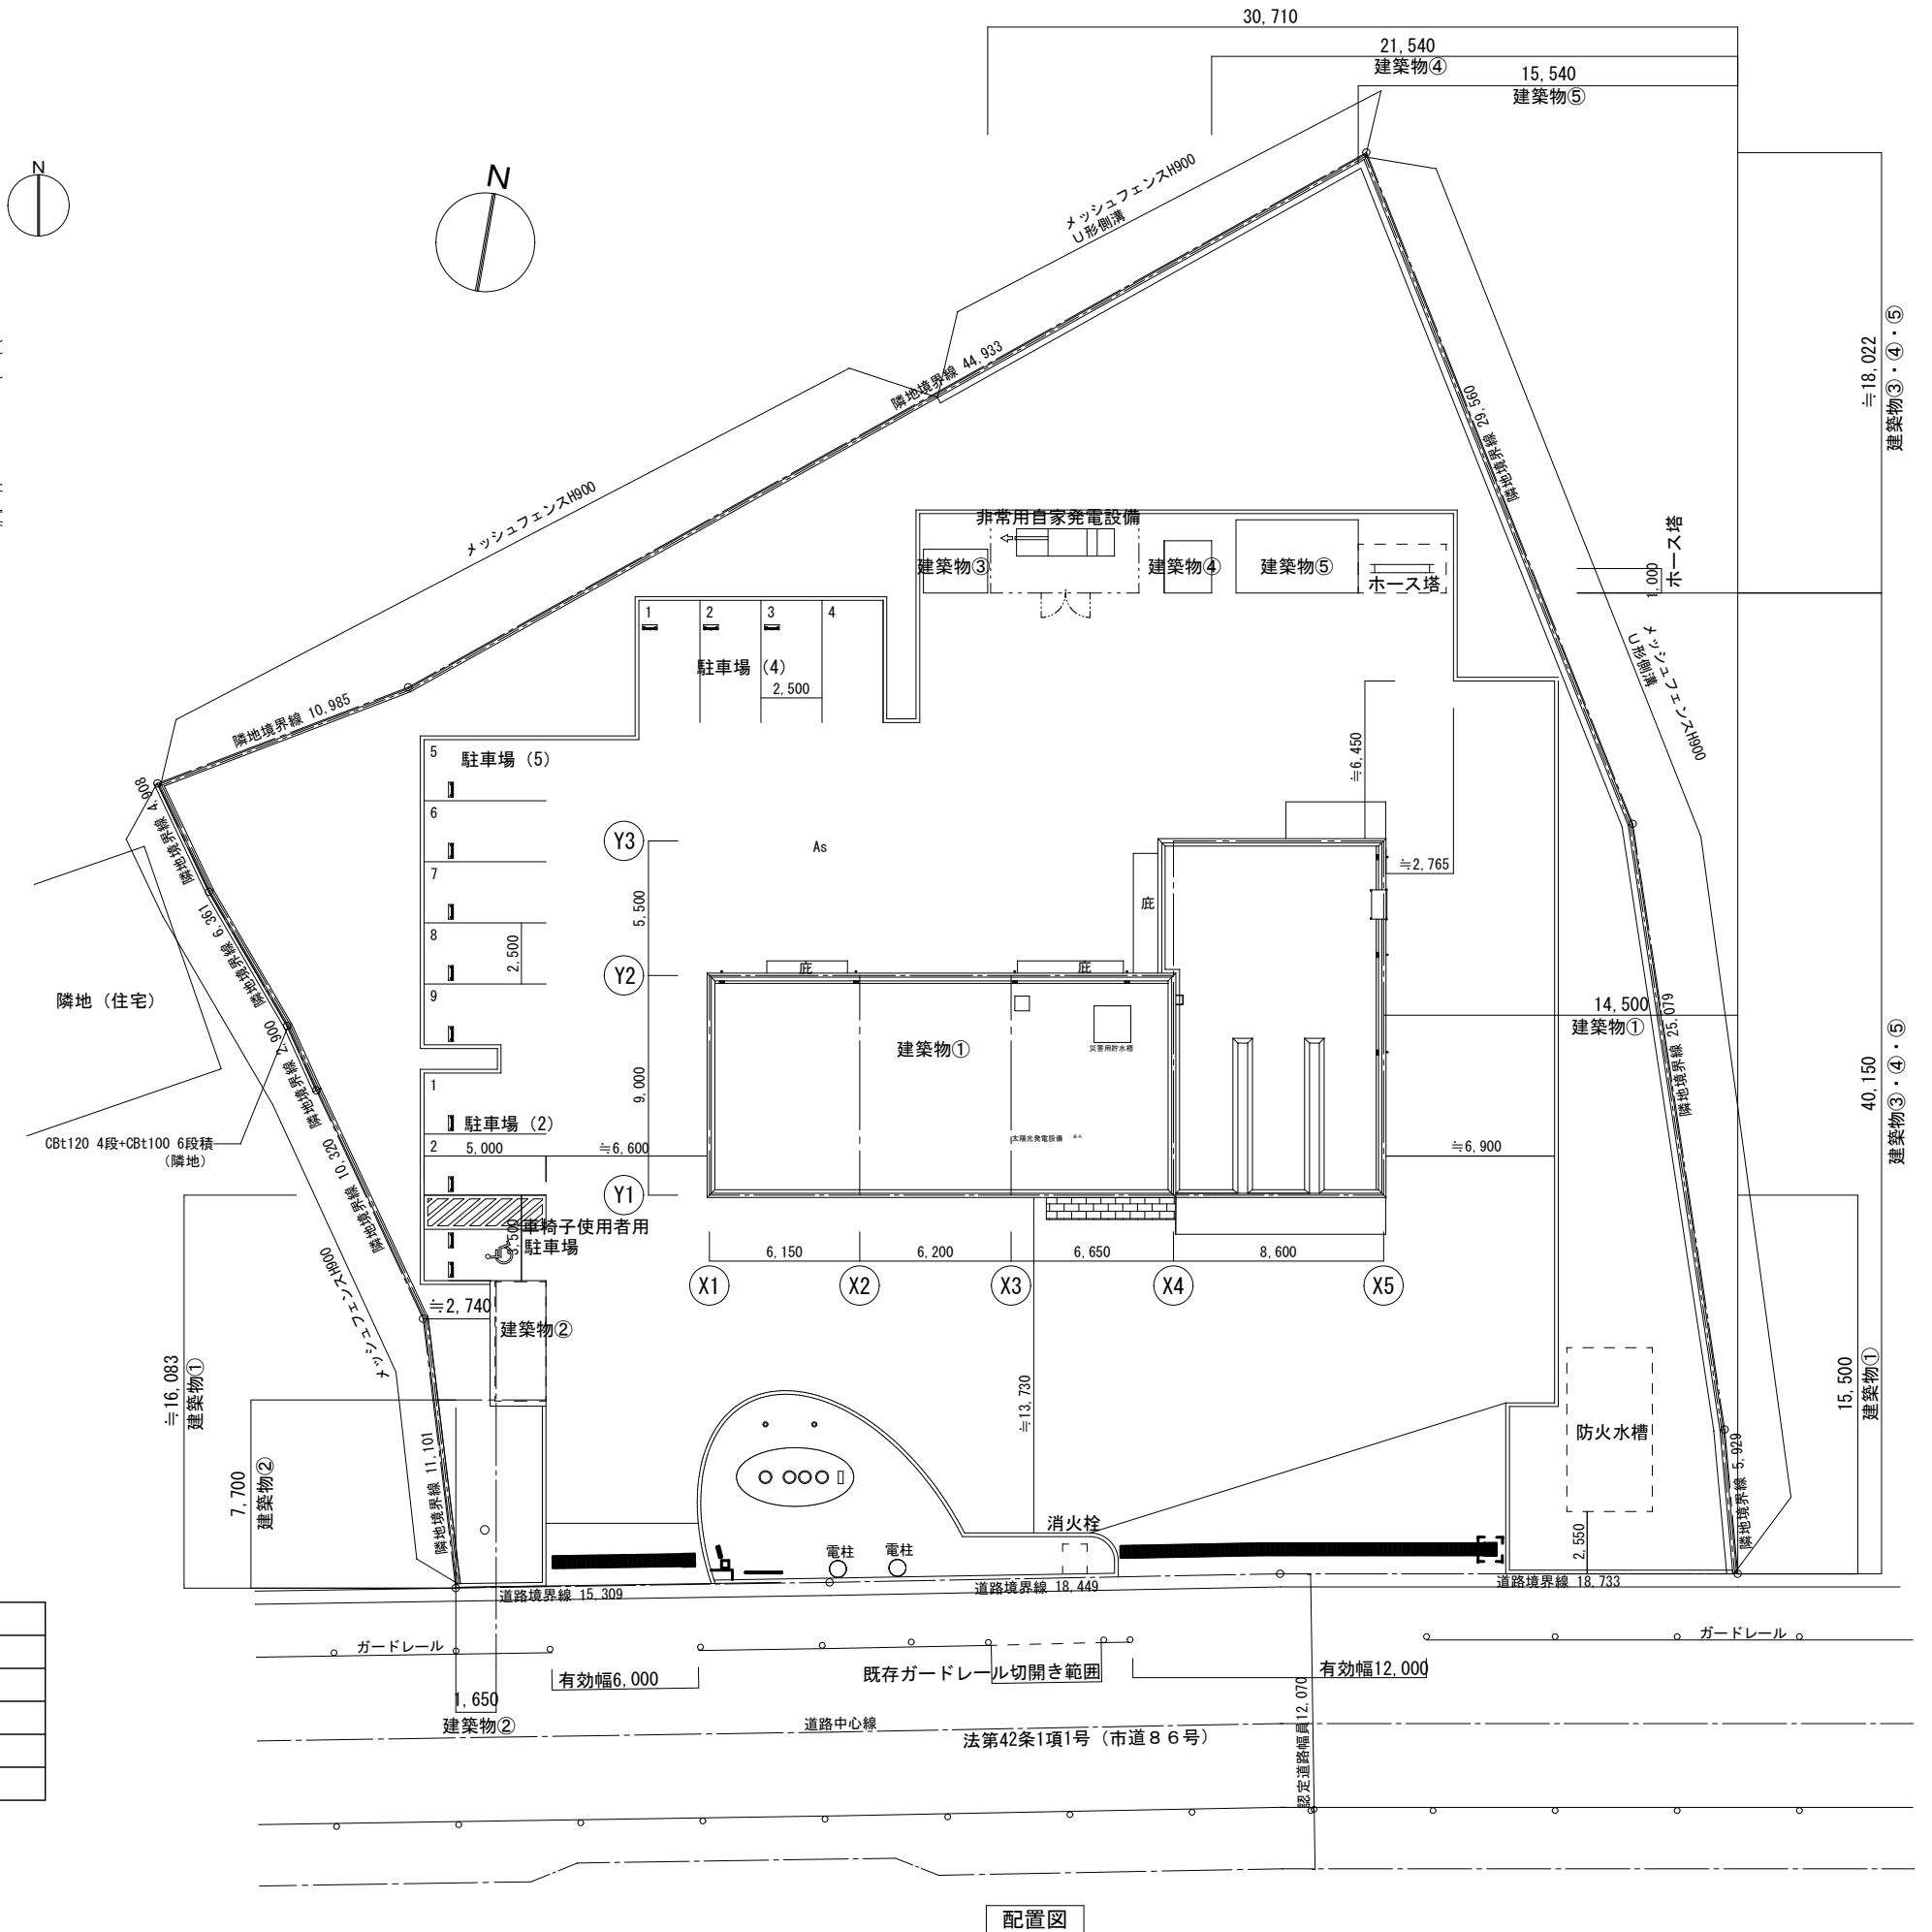 30,710
21,540
建築物④
15,540
建築物⑤
N
N
メッシュフェンスH900
U形側溝
隣地境界線 44,933
≒18,022
建築物③・④・⑤
隣地境界線 29,560
メッシュフェンスH900
非常用自家発電設備
建築物③
建築物④
建築物⑤
ホース塔
1,000
ホース塔
メッシュフェンスH900
U形側溝
1
2
3
4
駐車場（4）
2,500
隣地境界線 10,985
5
駐車場（5）
6
7
8
9
2,500
≒6,450
≒2,765
隣地境界線 4,908
隣地境界線 6,361
隣地境界線 2,900
隣地境界線 10,320
隣地（住宅）
CBt120 4段+CBt100 6段積
（隣地）
Y3
As
5,500
庇
Y2
庇
庇
14,500
建築物①
隣地境界線 25,079
建築物①
災害用貯水槽
9,000
40,150
建築物③・④・⑤
1
駐車場（2）
2
5,000
≒6,600
太陽光発電設備
≒6,900
Y1
車椅子使用者用
駐車場
3,500
6,150
6,200
6,650
8,600
X1
X2
X3
X4
X5
メッシュフェンスH900
≒2,740
建築物②
≒16,083
建築物①
7,700
建築物②
隣地境界線 11,101
≒13,730
15,500
建築物①
防火水槽
2,550
隣地境界線 5,929
消火栓
電柱
電柱
道路境界線 15,309
道路境界線 18,449
道路境界線 18,733
ガードレール
ガードレール
有効幅6,000
既存ガードレール切開き範囲
有効幅12,000
1,650
建築物②
道路中心線
法第42条1項1号（市道８６号）
認定道路幅員12,070
配置図